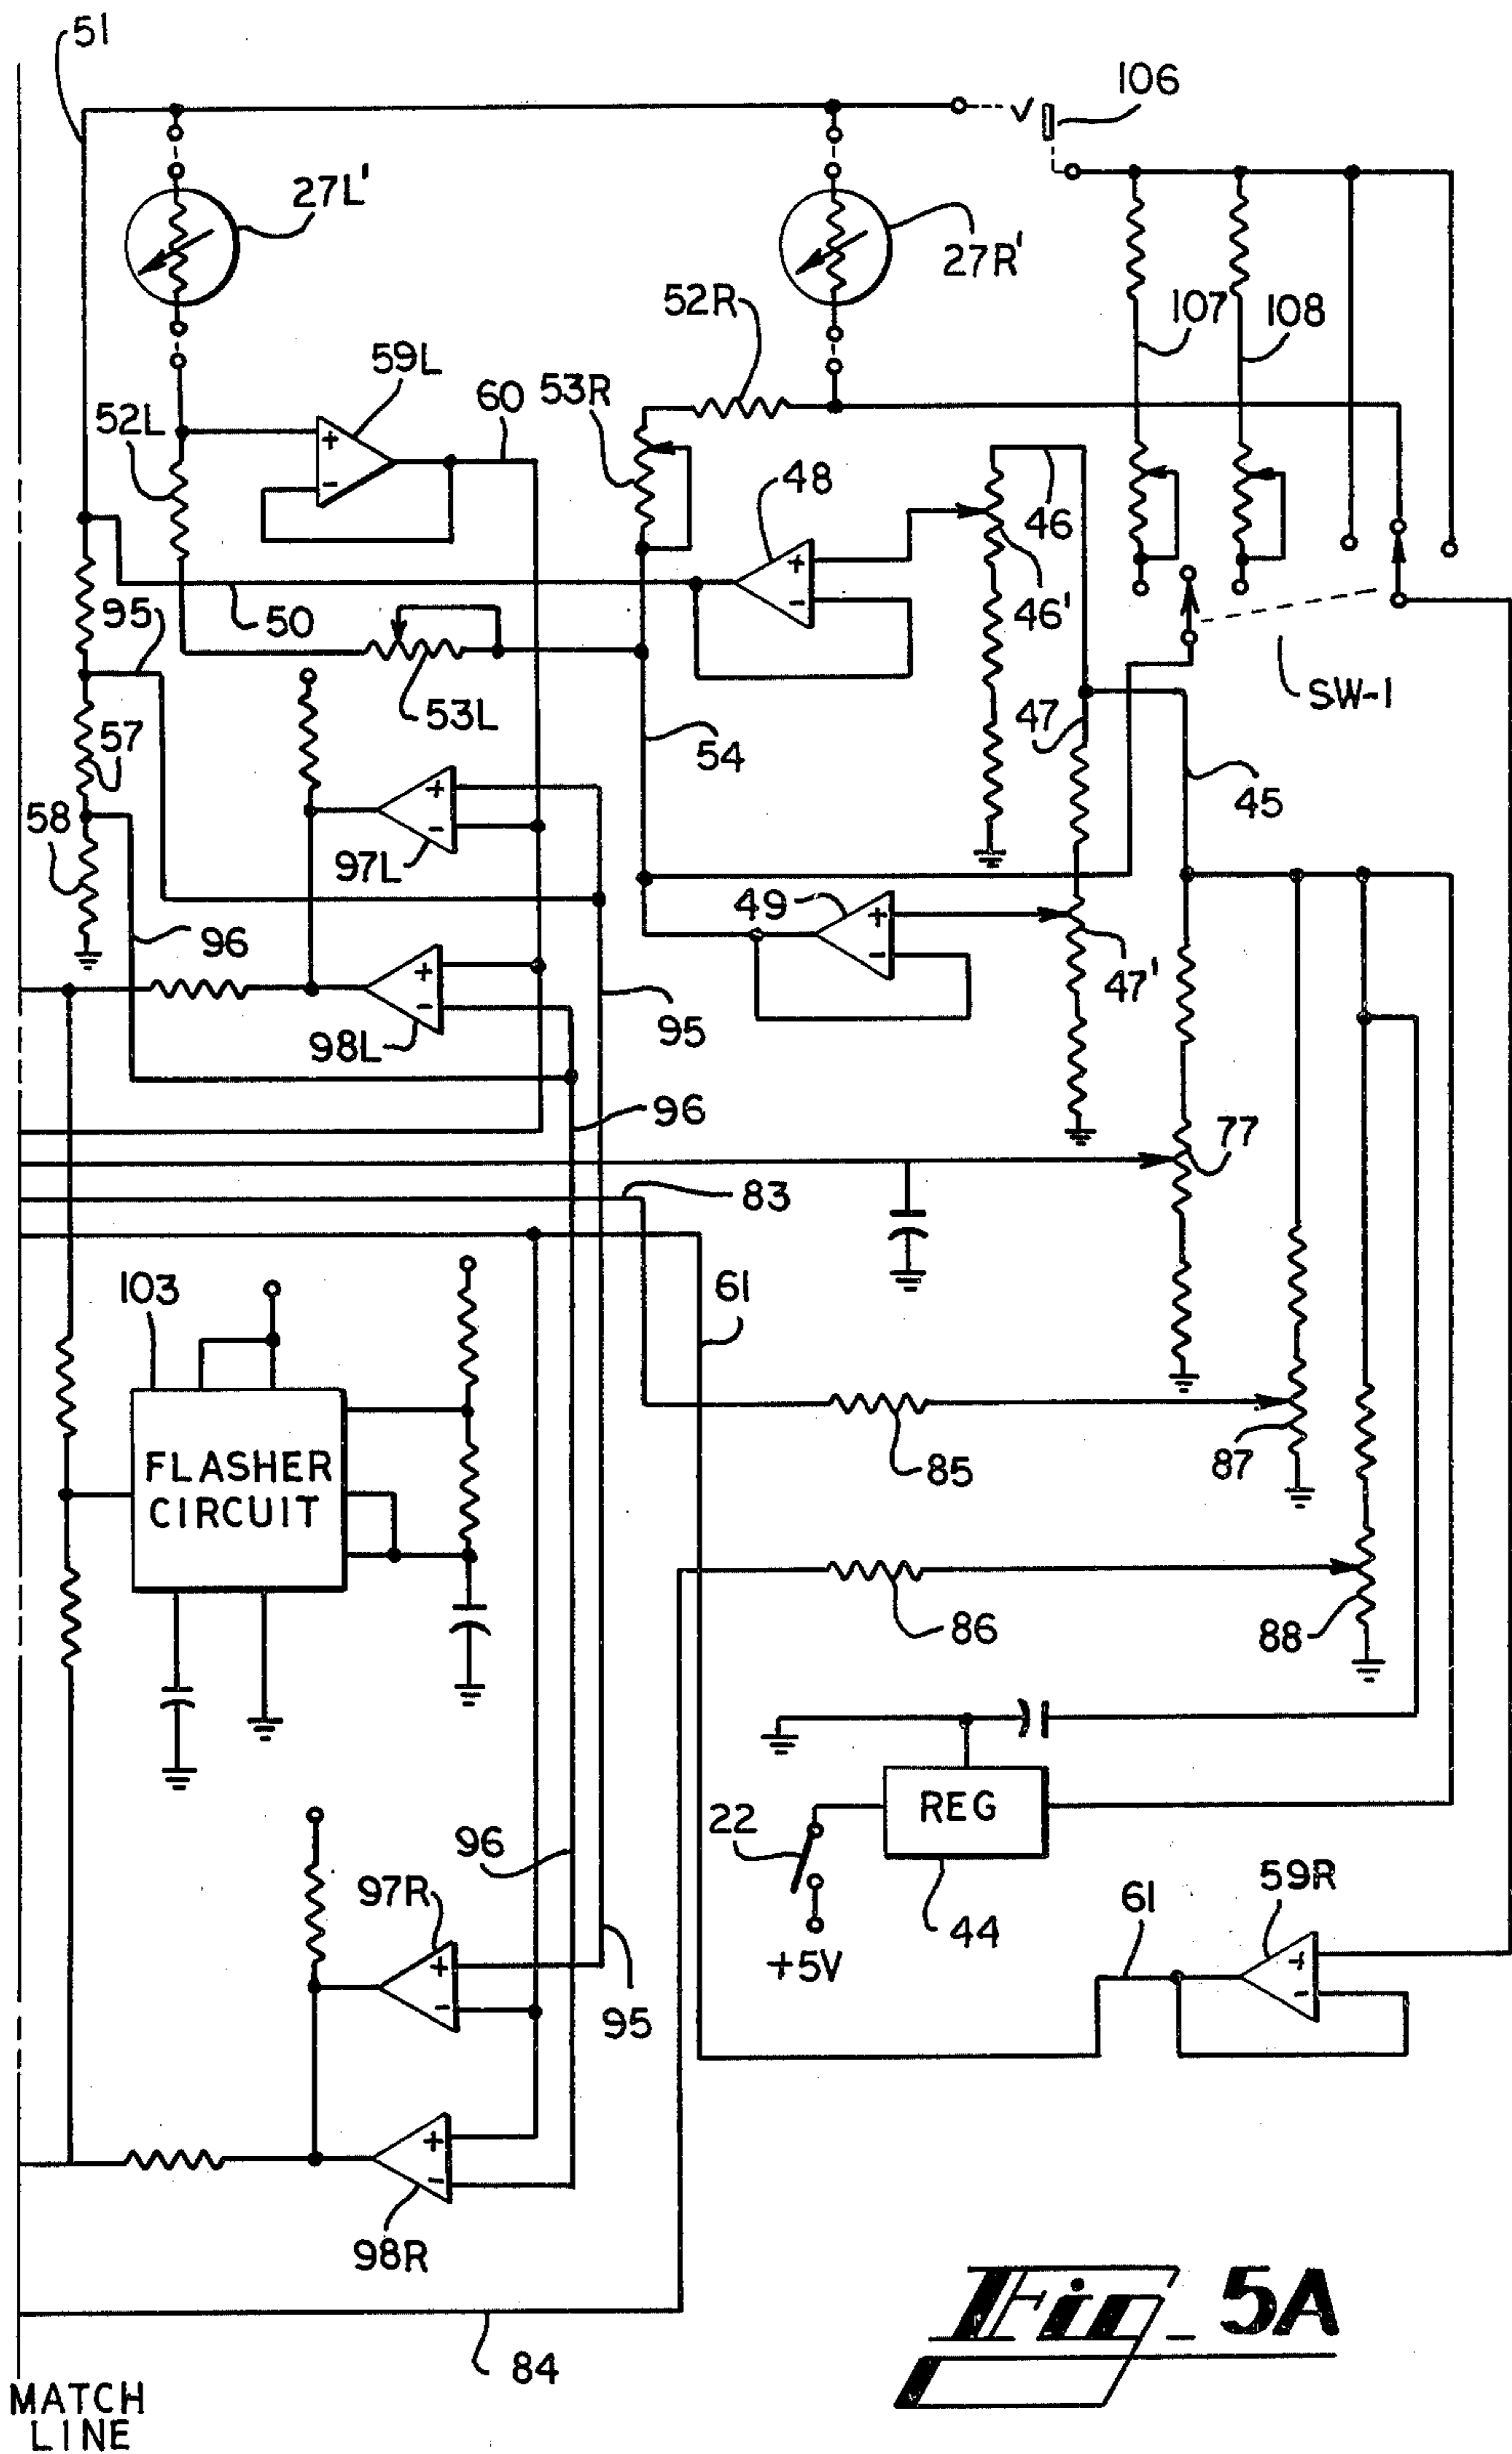 51
106
27L'
27R'
52R
107
108
59L
53R
60
52L
48
46
46'
50
95
SW-1
53L
47
57
54
45
58
97L
49
96
47'
95
98L
96
77
83
103
61
FLASHER
CIRCUIT
85
87
86
88
22
REG
96
97R
61
59R
44
+5V
95
98R
84
Fig_ 5A
MATCH
LINE